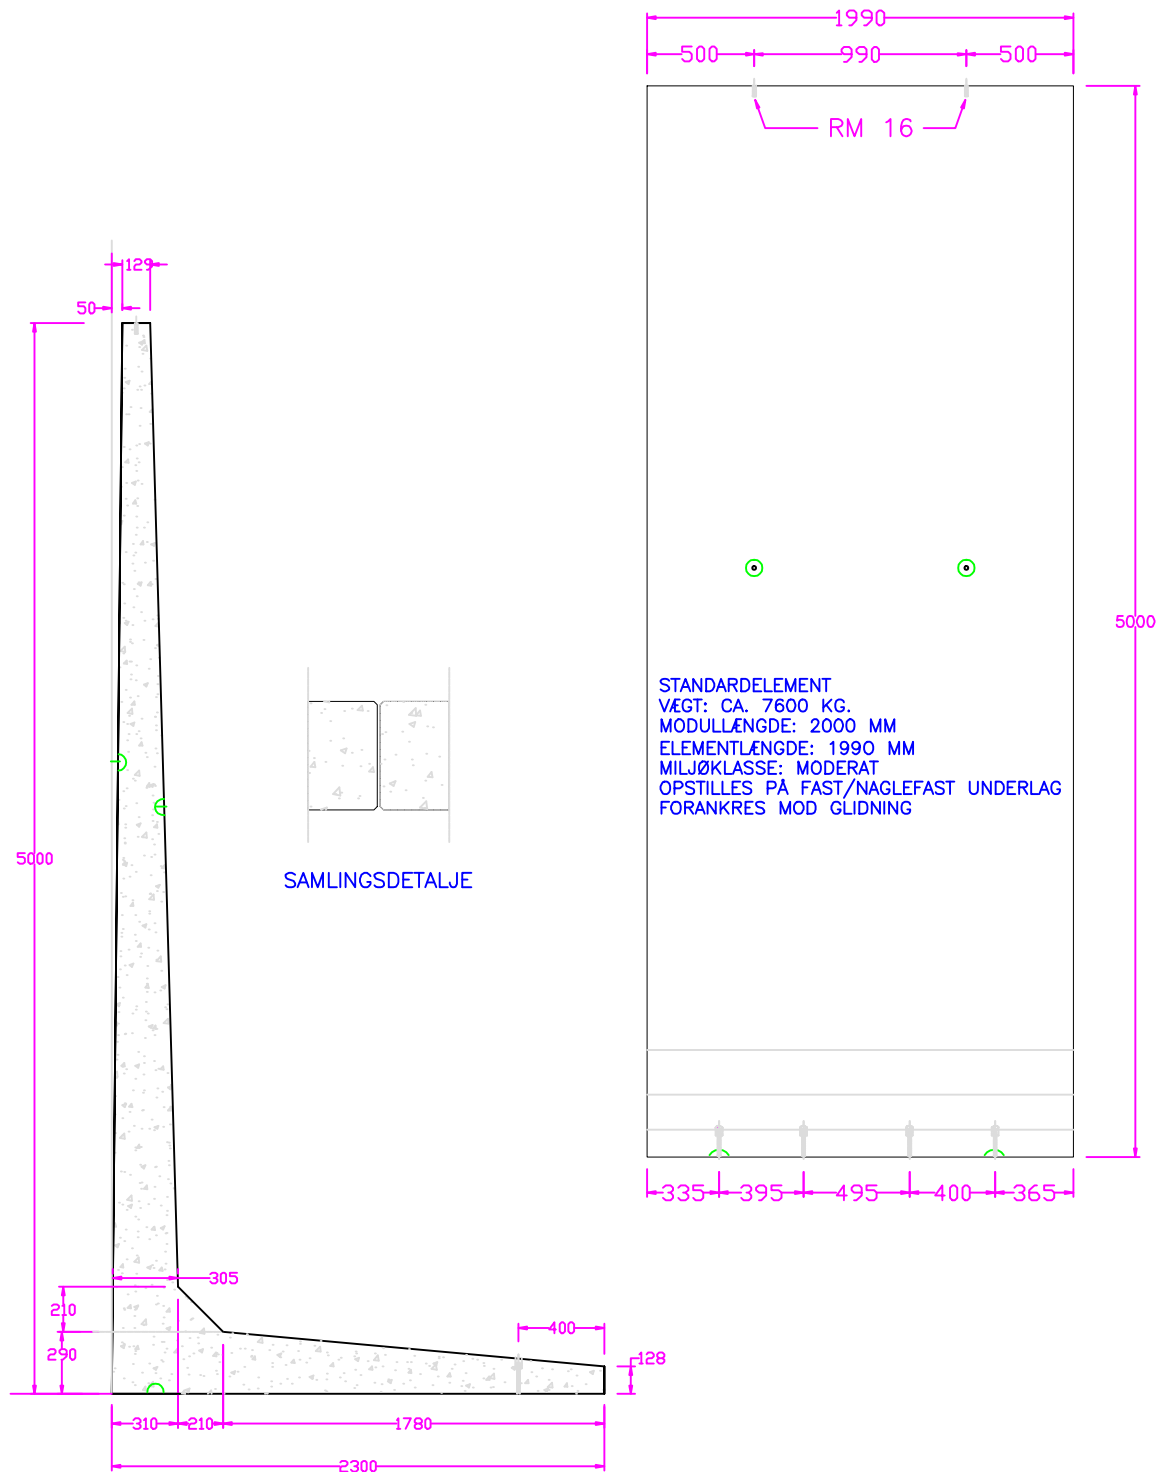 1990
500 990 500
RM 16
129
50
5000
5000
STANDARDELEMENT
VÆGT: CA. 7600 KG.
MODULLÆNGDE: 2000 MM
ELEMENTLÆNGDE: 1990 MM
MILJØKLASSE: MODERAT
OPSTILLES PÅ FAST/NAGLEFAST UNDERLAG
FORANKRES MOD GLIDNING
SAMLINGSDETALJE
335 395 495 400 365
305
210
290
400
128
310 210 1780
2300